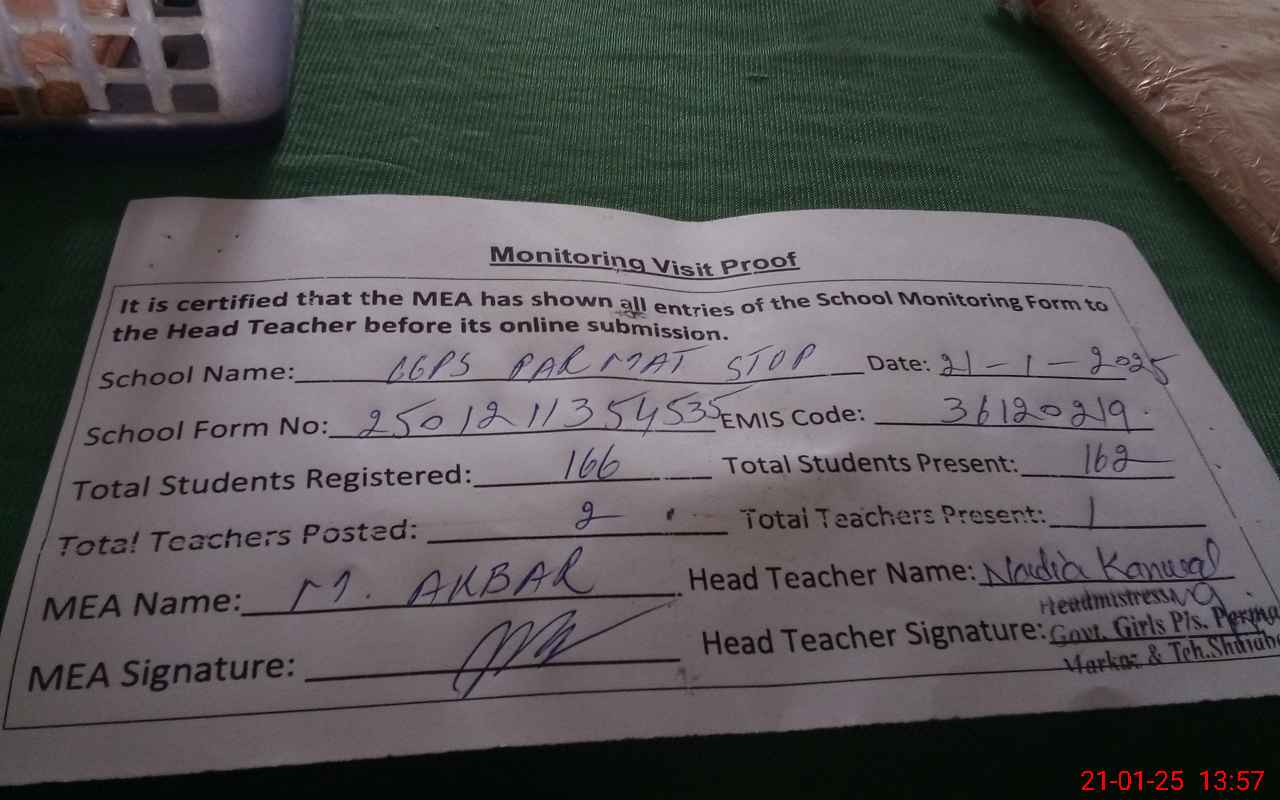 Monitoring Visit Proof
It is certified that the MEA has shown all entries of the School Monitoring Form to
the Head Teacher before its online submission.
School Name: GGPS PARMAT STOP Date: 21-1-2025
School Form No: 2501211354535 EMIS Code: 36120219
Total Students Registered: 166 Total Students Present: 162
Total Teachers Posted: 2 Total Teachers Present: 1
MEA Name: M. AKBAR Head Teacher Name: Nadia Kanwal
Headmistress
MEA Signature: Head Teacher Signature: Govt. Girls P/s.
Markaz & Teh.
21-01-25 13:57